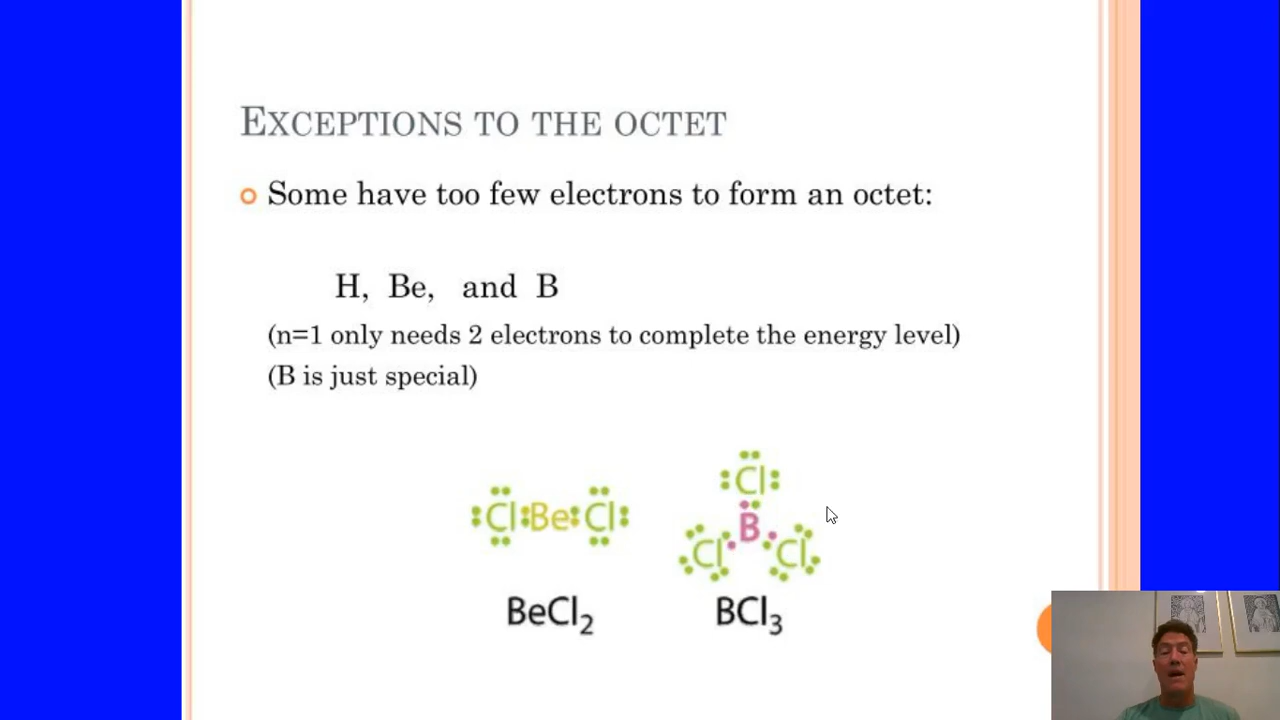 EXCEPTIONS TO THE OCTET
Some have too few electrons to form an octet:
H, Be, and B
(n=1 only needs 2 electrons to complete the energy level)
(B is just special)
Cl
Cl Be Cl
B
Cl Cl
BeCl₂ BCl₃